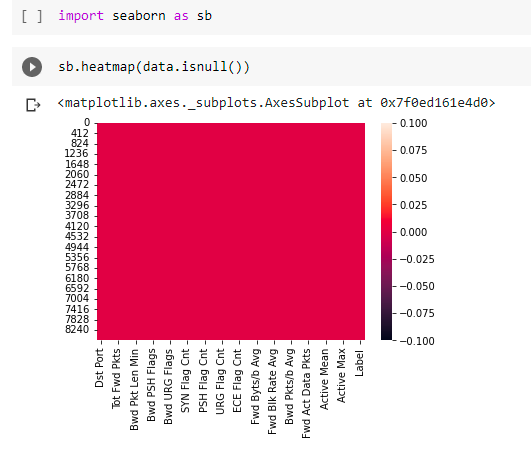 [ ] import seaborn as sb
sb.heatmap(data.isnull())
<matplotlib.axes._subplots.AxesSubplot at 0x7f0ed161e4d0>
0
412
824
1236
1648
2060
2472
2884
3296
3708
4120
4532
4944
5356
5768
6180
6592
7004
7416
7828
8240
0.100
0.075
0.050
0.025
0.000
−0.025
−0.050
−0.075
−0.100
Dst Port
Tot Fwd Pkts
Bwd Pkt Len Min
Bwd PSH Flags
Bwd URG Flags
SYN Flag Cnt
PSH Flag Cnt
URG Flag Cnt
ECE Flag Cnt
Fwd Byts/b Avg
Fwd Blk Rate Avg
Bwd Pkts/b Avg
Fwd Act Data Pkts
Active Mean
Active Max
Label